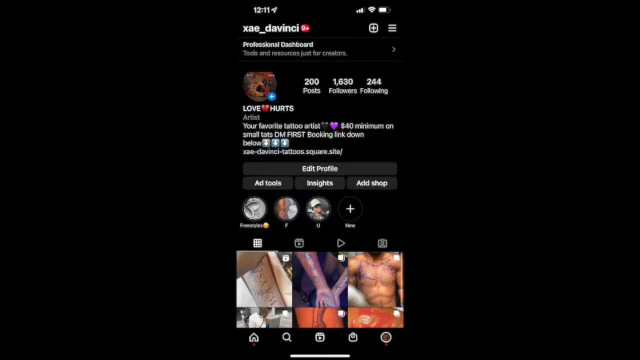 12:11
xae_davinci 9+
Professional Dashboard
Tools and resources just for creators.
200 1,630 244
Posts Followers Following
LOVE❤️HURTS
Artist
Your favorite tattoo artist🖤💜 $40 minimum on
small tats DM FIRST Booking link down
below⬇️⬇️⬇️
xae-davinci-tattoos.square.site/
Edit Profile
Ad tools Insights Add shop
Freestyles F U New